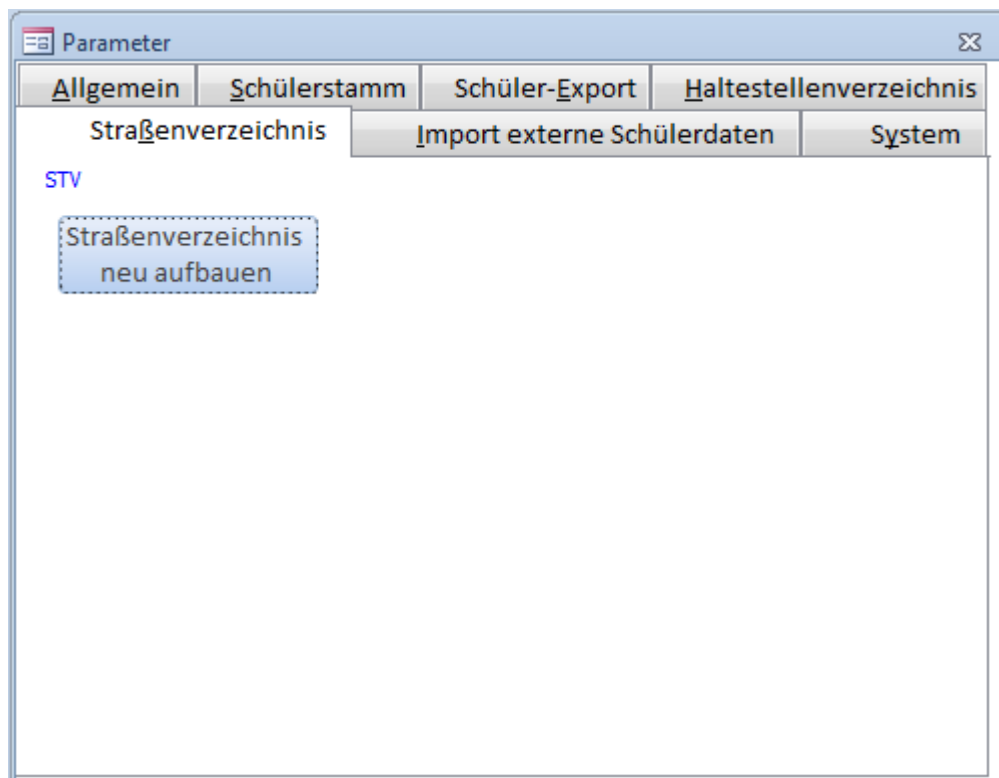 Parameter
Allgemein
Schülerstamm
Schüler-Export
Haltestellenverzeichnis
Straßenverzeichnis
Import externe Schülerdaten
System
STV
Straßenverzeichnis
neu aufbauen